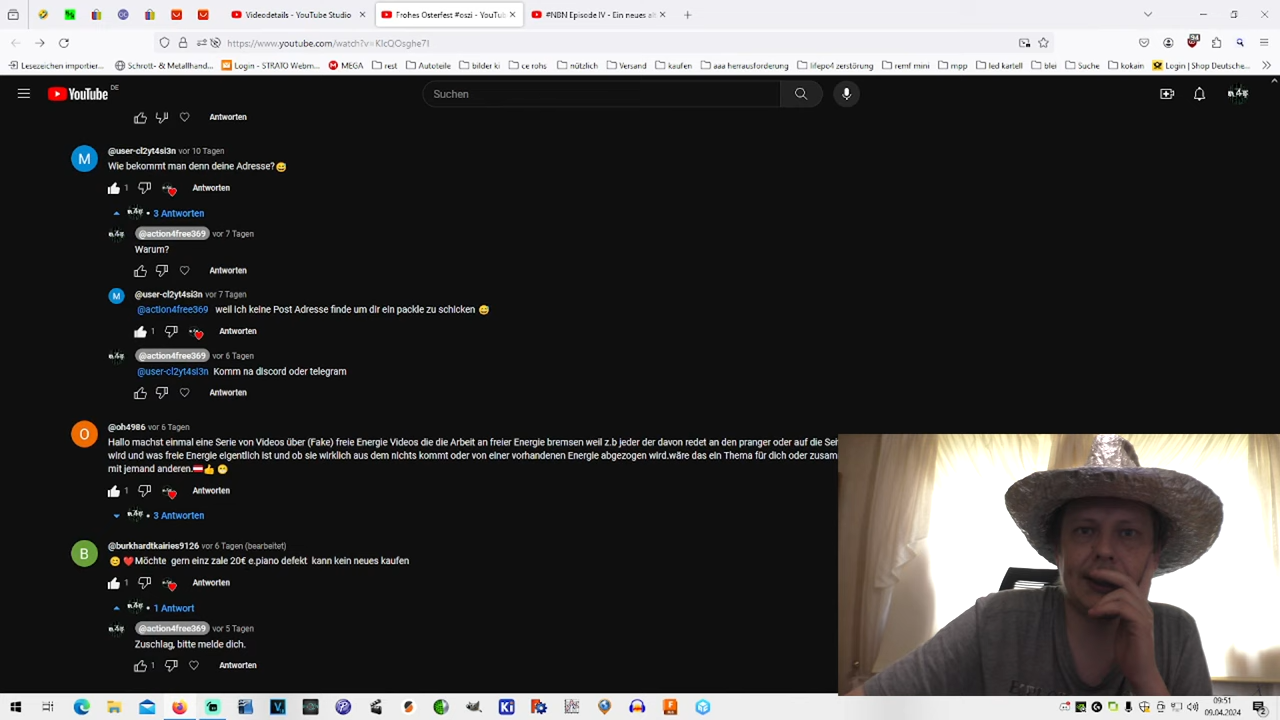 Videodetails - YouTube Studio
Frohes Osterfest #oszi - YouTub
#NBN Episode IV - Ein neues al
https://www.youtube.com/watch?v=KlcQOsghe7I
24
Lesezeichen importier...
Schrott- & Metallhand...
Login - STRATO Webm...
MEGA
rest
Autoteile
bilder ki
ce rohs
nützlich
Versand
kaufen
aaa herausforderung
lifepo4 zerstörung
remf mini
mpp
led kartell
blei
Suche
kokain
Login | Shop Deutsche...
YouTube DE
Suchen
Antworten
@user-cl2yt4si3n vor 10 Tagen
Wie bekommt man denn deine Adresse?😅
1 Antworten
3 Antworten
@action4free369 vor 7 Tagen
Warum?
Antworten
@user-cl2yt4si3n vor 7 Tagen
@action4free369 weil ich keine Post Adresse finde um dir ein packle zu schicken 😅
1 Antworten
@action4free369 vor 6 Tagen
@user-cl2yt4si3n Komm na discord oder telegram
Antworten
@oh4986 vor 6 Tagen
Hallo machst einmal eine Serie von Videos über (Fake) freie Energie Videos die die Arbeit an freier Energie bremsen weil z.b jeder der davon redet an den pranger oder auf die Sei
wird und was freie Energie eigentlich ist und ob sie wirklich aus dem nichts kommt oder von einer vorhandenen Energie abgezogen wird.wäre das ein Thema für dich oder zusam
mit jemand anderen.🇦🇹👍😁
1 Antworten
3 Antworten
@burkhardtkairies9126 vor 6 Tagen (bearbeitet)
😊❤️Möchte gern einz zale 20€ e.piano defekt kann kein neues kaufen
1 Antworten
1 Antwort
@action4free369 vor 5 Tagen
Zuschlag, bitte melde dich.
1 Antworten
09:51
09.04.2024
2